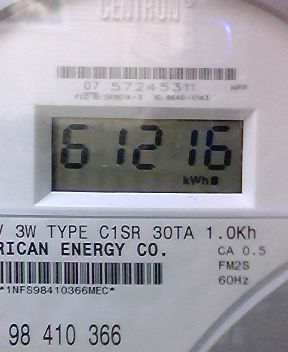 CENTRON
07 57245311
61216
kWh
V 3W TYPE C1SR 30TA 1.0Kh
RICAN ENERGY CO.
CA 0.5
FM2S
60Hz
*1NFS98410366MEC*
98 410 366